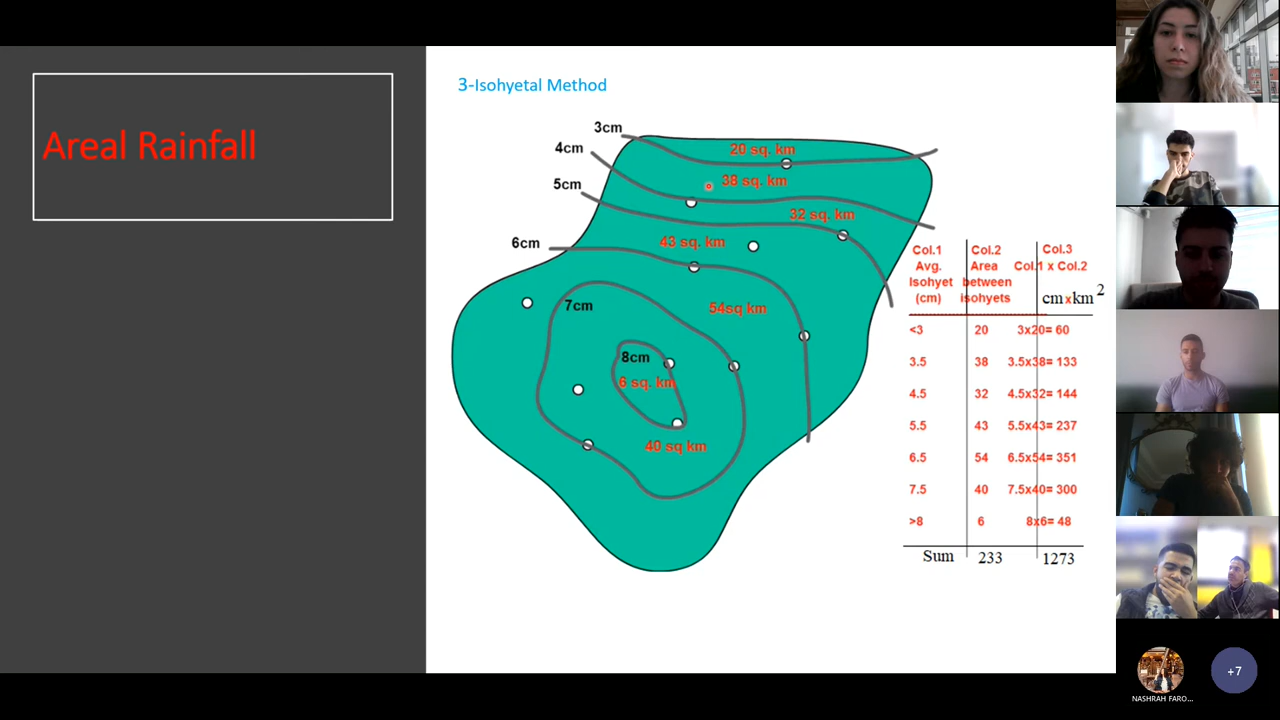 Areal Rainfall
3-Isohyetal Method
3cm
20 sq. km
4cm
38 sq. km
5cm
32 sq. km
6cm
43 sq. km
7cm
54sq km
8cm
6 sq. km
40 sq km
Col.1 Col.2 Col.3
Avg. Area Col.1 x Col.2
Isohyet between
(cm) isohyets cmxkm2
<3 20 3x20= 60
3.5 38 3.5x38= 133
4.5 32 4.5x32= 144
5.5 43 5.5x43= 237
6.5 54 6.5x54= 351
7.5 40 7.5x40= 300
>8 6 8x6= 48
Sum 233 1273
+7
NASHRAH FARO...